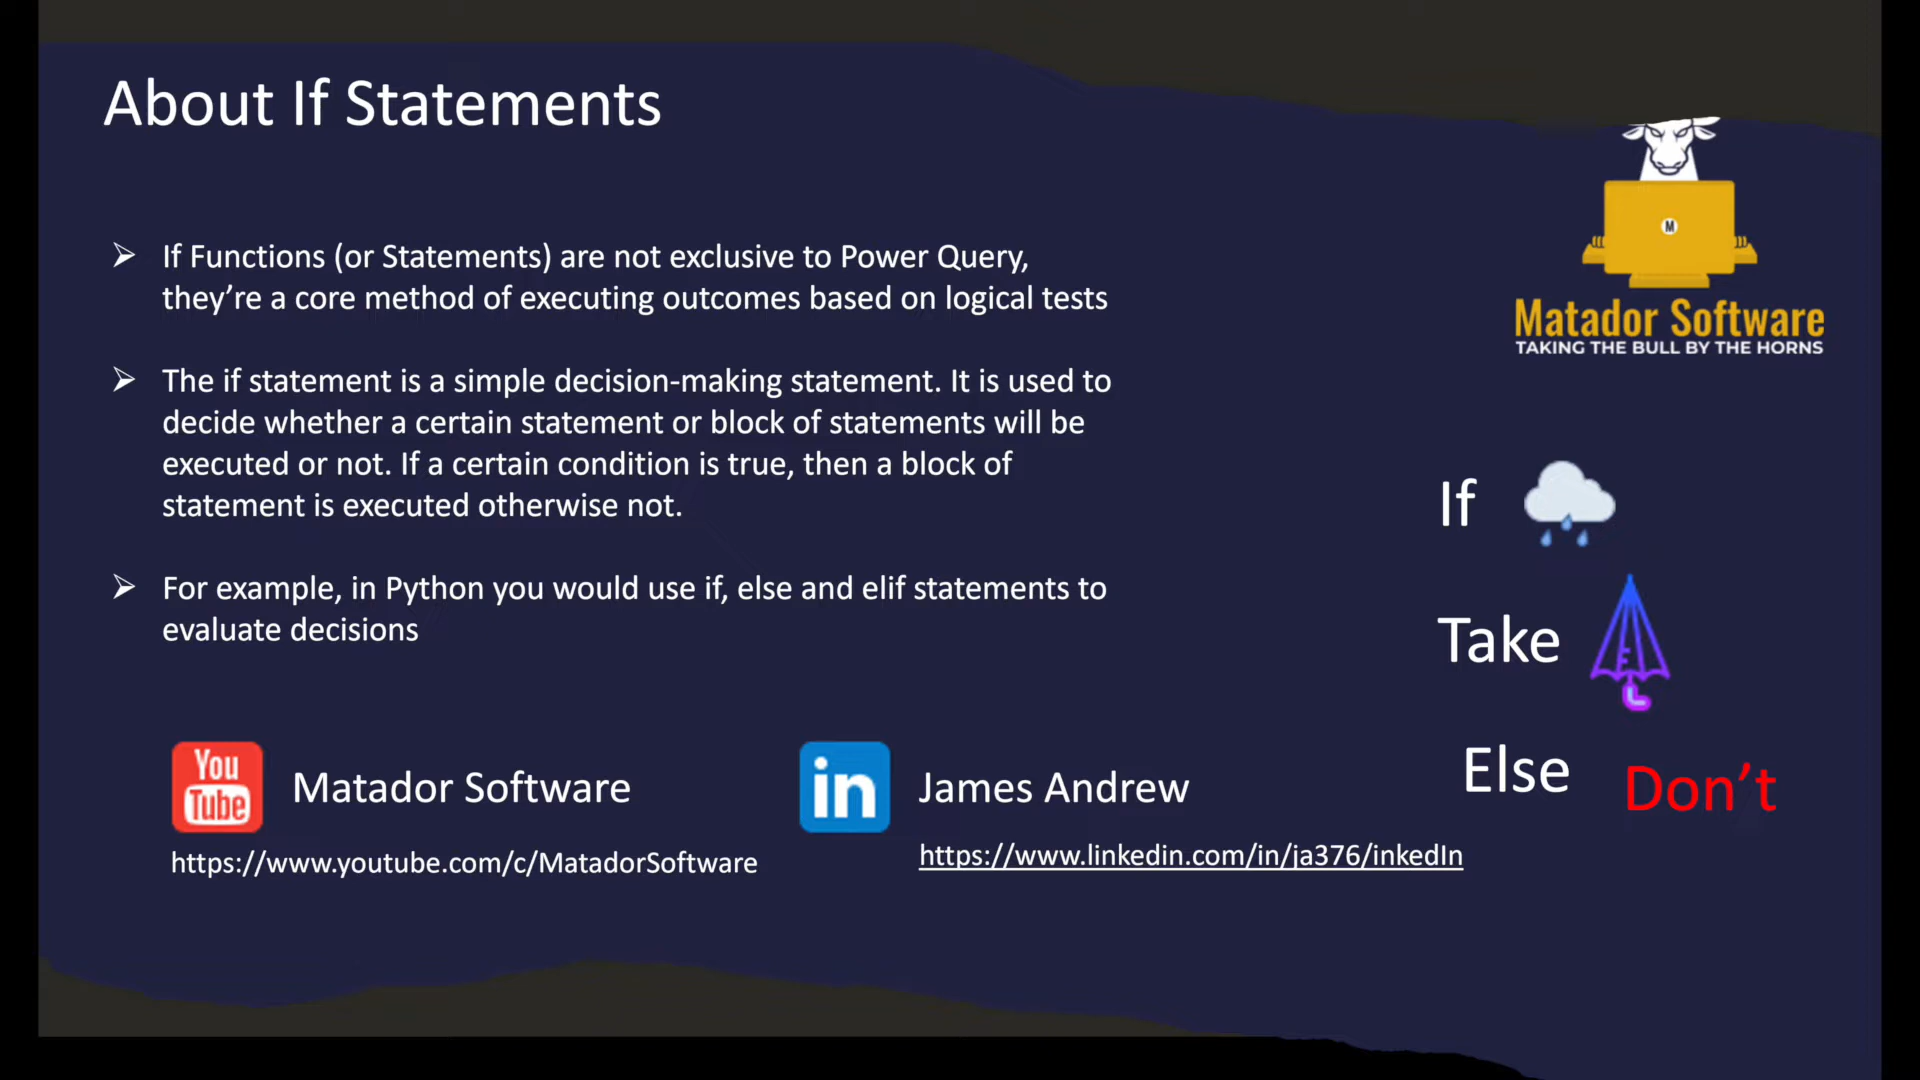 About If Statements
M
Matador Software
TAKING THE BULL BY THE HORNS
If Functions (or Statements) are not exclusive to Power Query,
they’re a core method of executing outcomes based on logical tests
The if statement is a simple decision-making statement. It is used to
decide whether a certain statement or block of statements will be
executed or not. If a certain condition is true, then a block of
statement is executed otherwise not.
For example, in Python you would use if, else and elif statements to
evaluate decisions
If
Take
Else Don’t
You
Tube
Matador Software
https://www.youtube.com/c/MatadorSoftware
in
James Andrew
https://www.linkedin.com/in/ja376/inkedIn